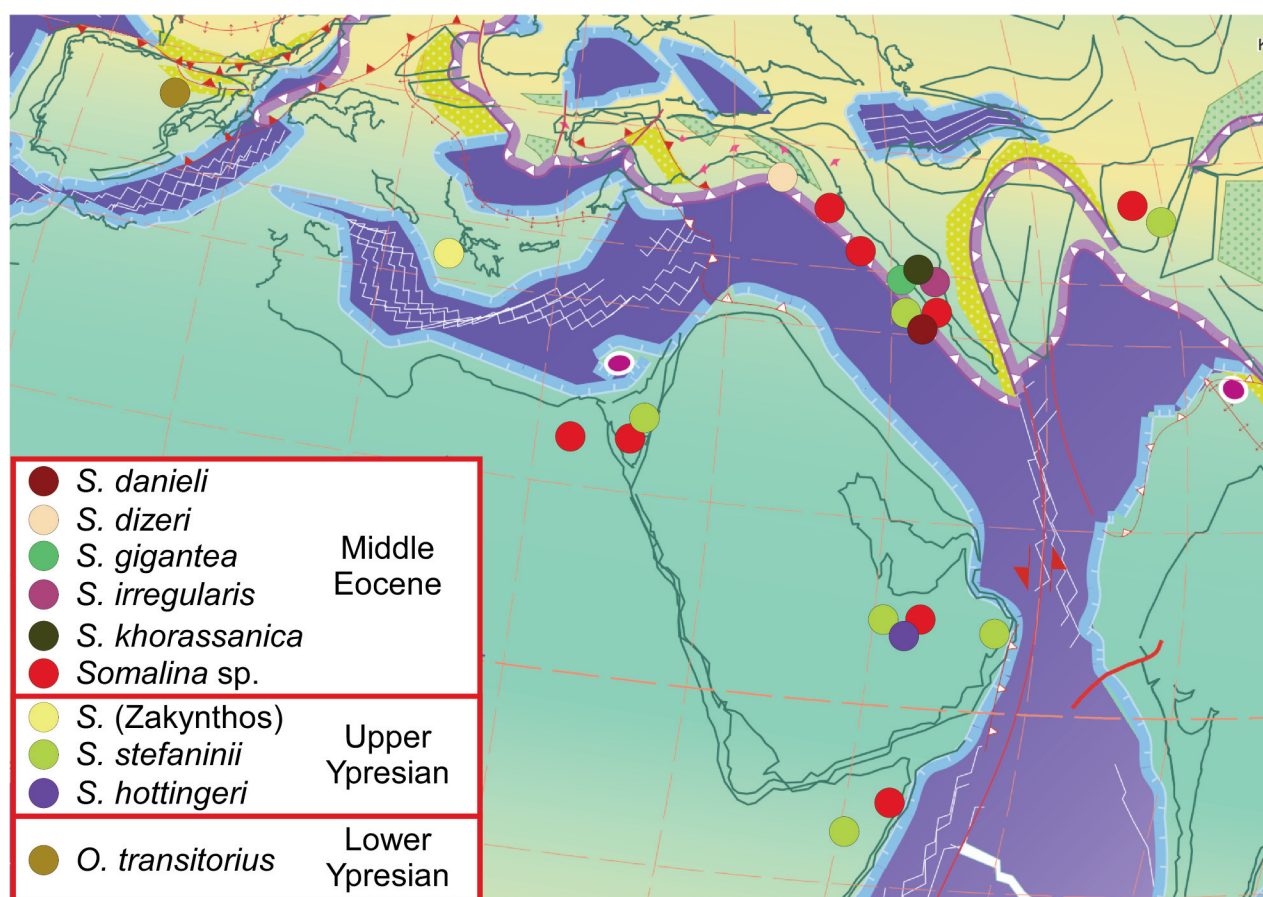 K
S. danieli
S. dizeri
S. gigantea
S. irregularis
S. khorassanica
Somalina sp.
Middle
Eocene
S. (Zakynthos)
S. stefaninii
S. hottingeri
Upper
Ypresian
O. transitorius
Lower
Ypresian